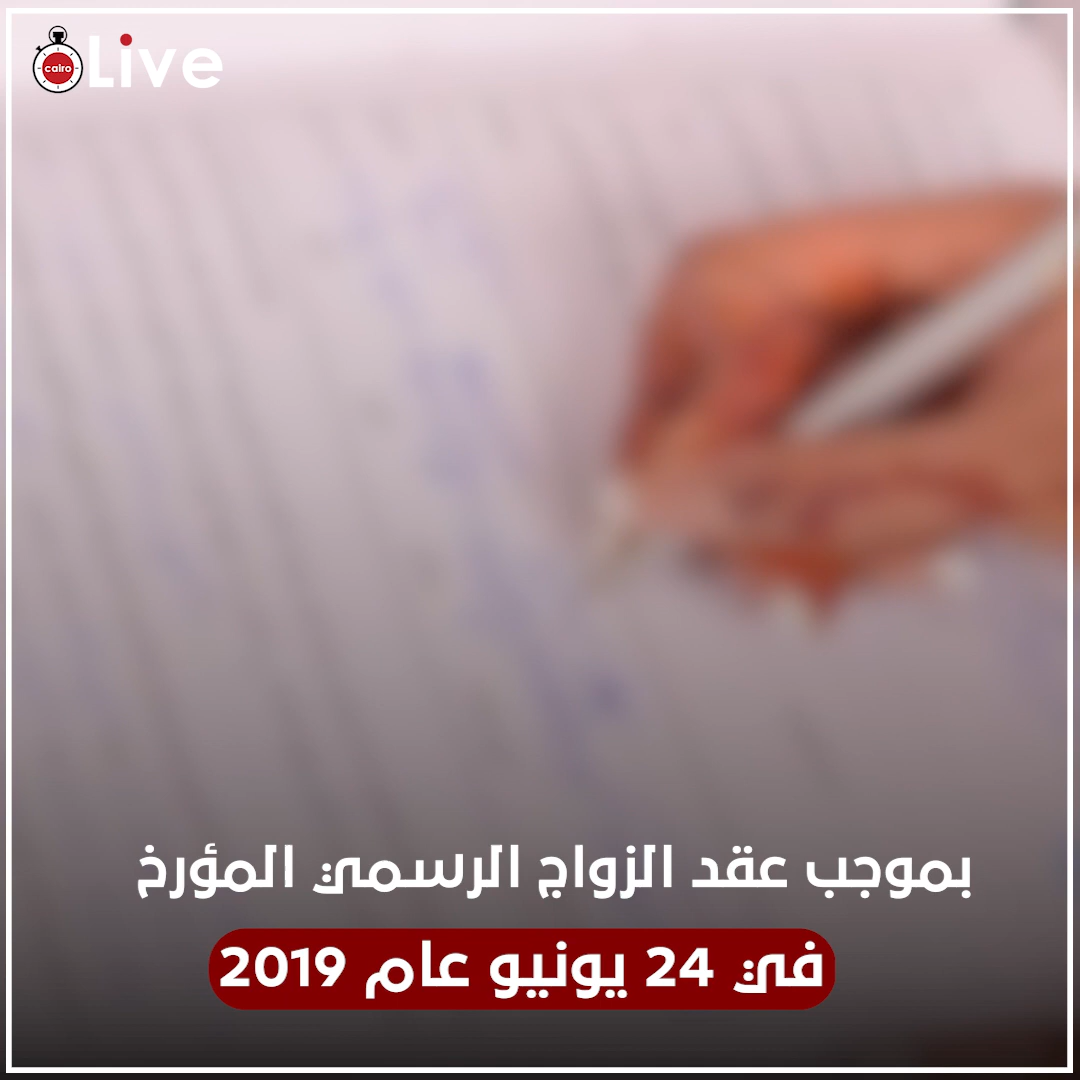 cairo Live
بموجب عقد الزواج الرسمي المؤرخ
في 24 يونيو عام 2019